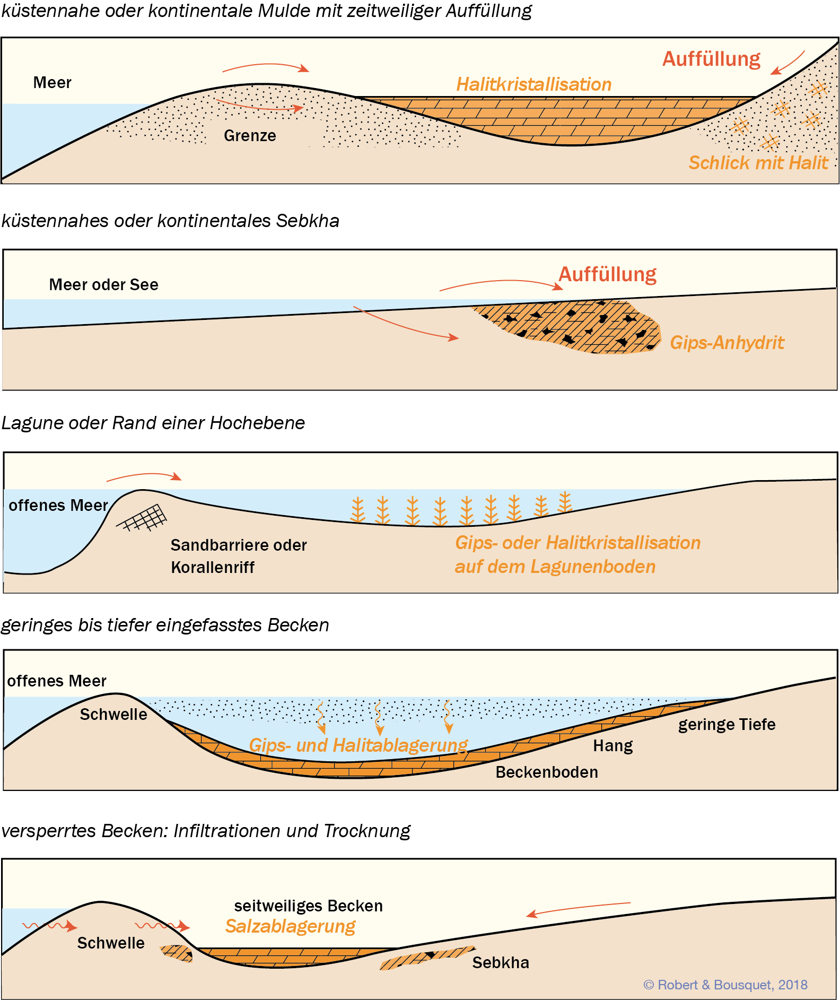 küstennahe oder kontinentale Mulde mit zeitweiliger Auffüllung
Auffüllung
Meer
Halitkristallisation
Grenze
Schlick mit Halit
küstennahes oder kontinentales Sebkha
Auffüllung
Meer oder See
Gips-Anhydrit
Lagune oder Rand einer Hochebene
offenes Meer
Sandbarriere oder
Korallenriff
Gips- oder Halitkristallisation
auf dem Lagunenboden
geringes bis tiefer eingefasstes Becken
offenes Meer
Schwelle
geringe Tiefe
Gips- und Halitablagerung
Hang
Beckenboden
versperrtes Becken: Infiltrationen und Trocknung
seitweiliges Becken
Salzablagerung
Schwelle
Sebkha
© Robert & Bousquet, 2018